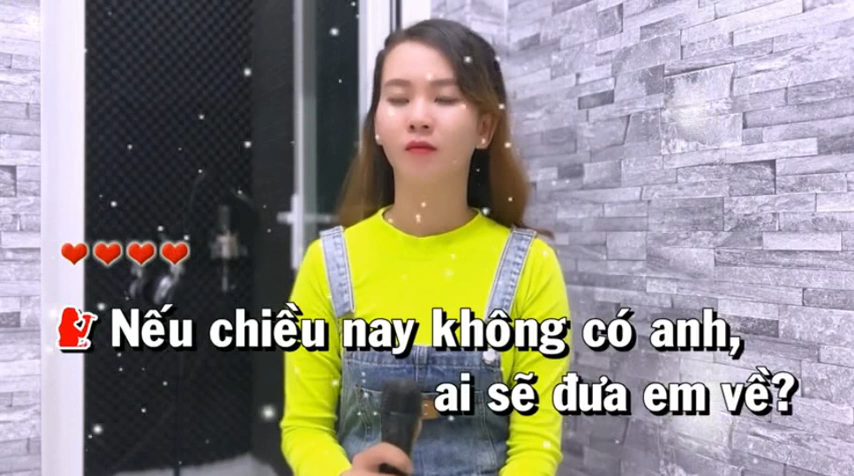 Nếu chiều nay không có anh,
ai sẽ đưa em về?